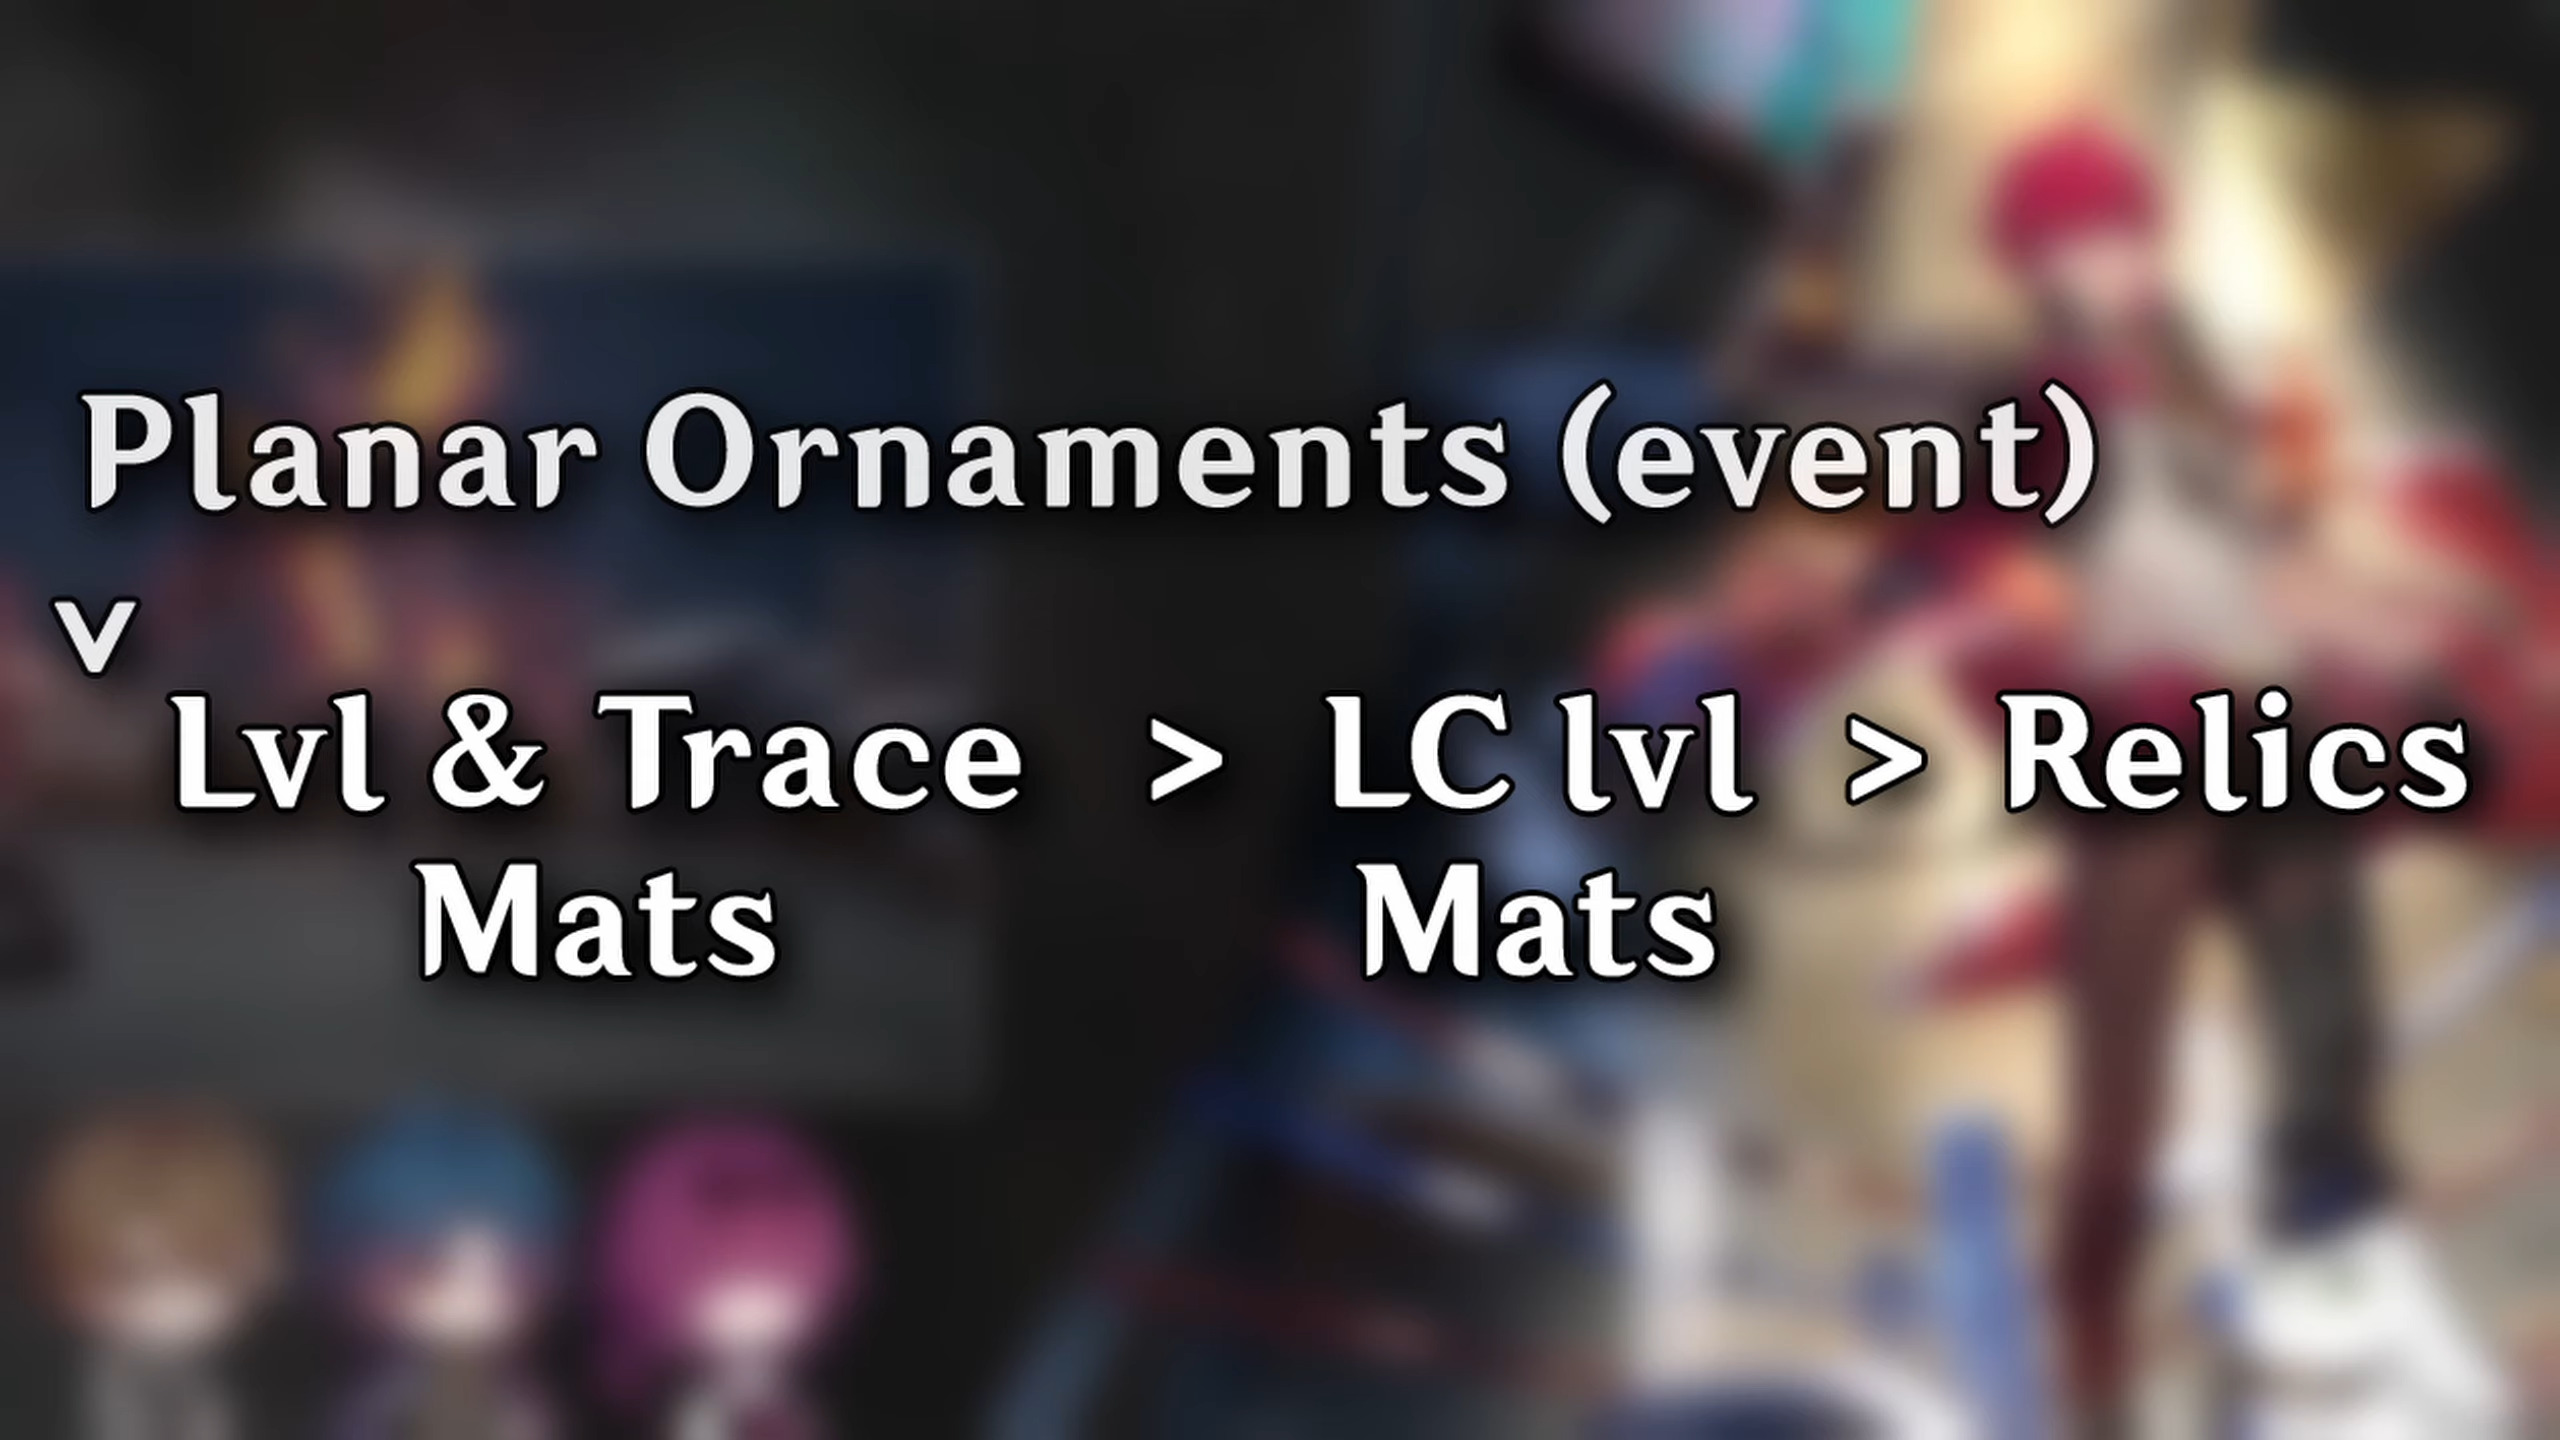 Planar Ornaments (event)
v
Lvl & Trace > LC lvl > Relics
Mats Mats